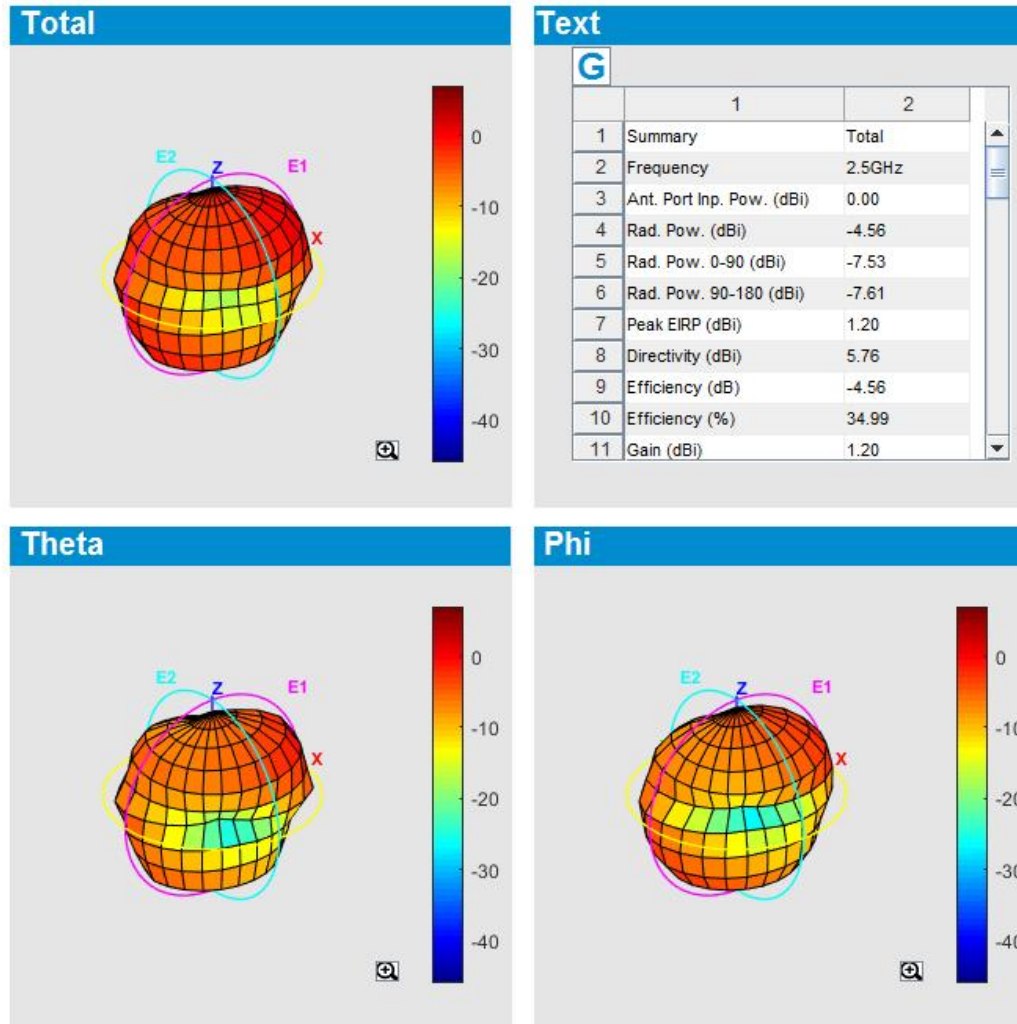 Total
E2
Z
E1
X
0
-10
-20
-30
-40
Text
G
1 2
1 Summary Total
2 Frequency 2.5GHz
3 Ant. Port Inp. Pow. (dBi) 0.00
4 Rad. Pow. (dBi) -4.56
5 Rad. Pow. 0-90 (dBi) -7.53
6 Rad. Pow. 90-180 (dBi) -7.61
7 Peak EIRP (dBi) 1.20
8 Directivity (dBi) 5.76
9 Efficiency (dB) -4.56
10 Efficiency (%) 34.99
11 Gain (dBi) 1.20
Theta
E2
Z
E1
X
0
-10
-20
-30
-40
Phi
E2
Z
E1
X
0
-10
-20
-30
-40